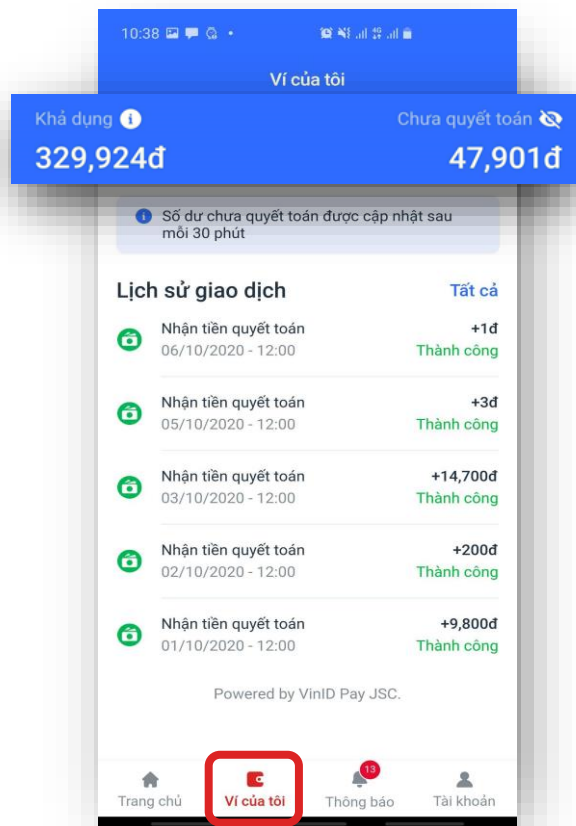 10:38
Ví của tôi
Khả dụng Chưa quyết toán
329,924đ 47,901đ
Số dư chưa quyết toán được cập nhật sau
mỗi 30 phút
Lịch sử giao dịch Tất cả
Nhận tiền quyết toán +1đ
06/10/2020 - 12:00 Thành công
Nhận tiền quyết toán +3đ
05/10/2020 - 12:00 Thành công
Nhận tiền quyết toán +14,700đ
03/10/2020 - 12:00 Thành công
Nhận tiền quyết toán +200đ
02/10/2020 - 12:00 Thành công
Nhận tiền quyết toán +9,800đ
01/10/2020 - 12:00 Thành công
Powered by VinID Pay JSC.
13
Trang chủ Ví của tôi Thông báo Tài khoản